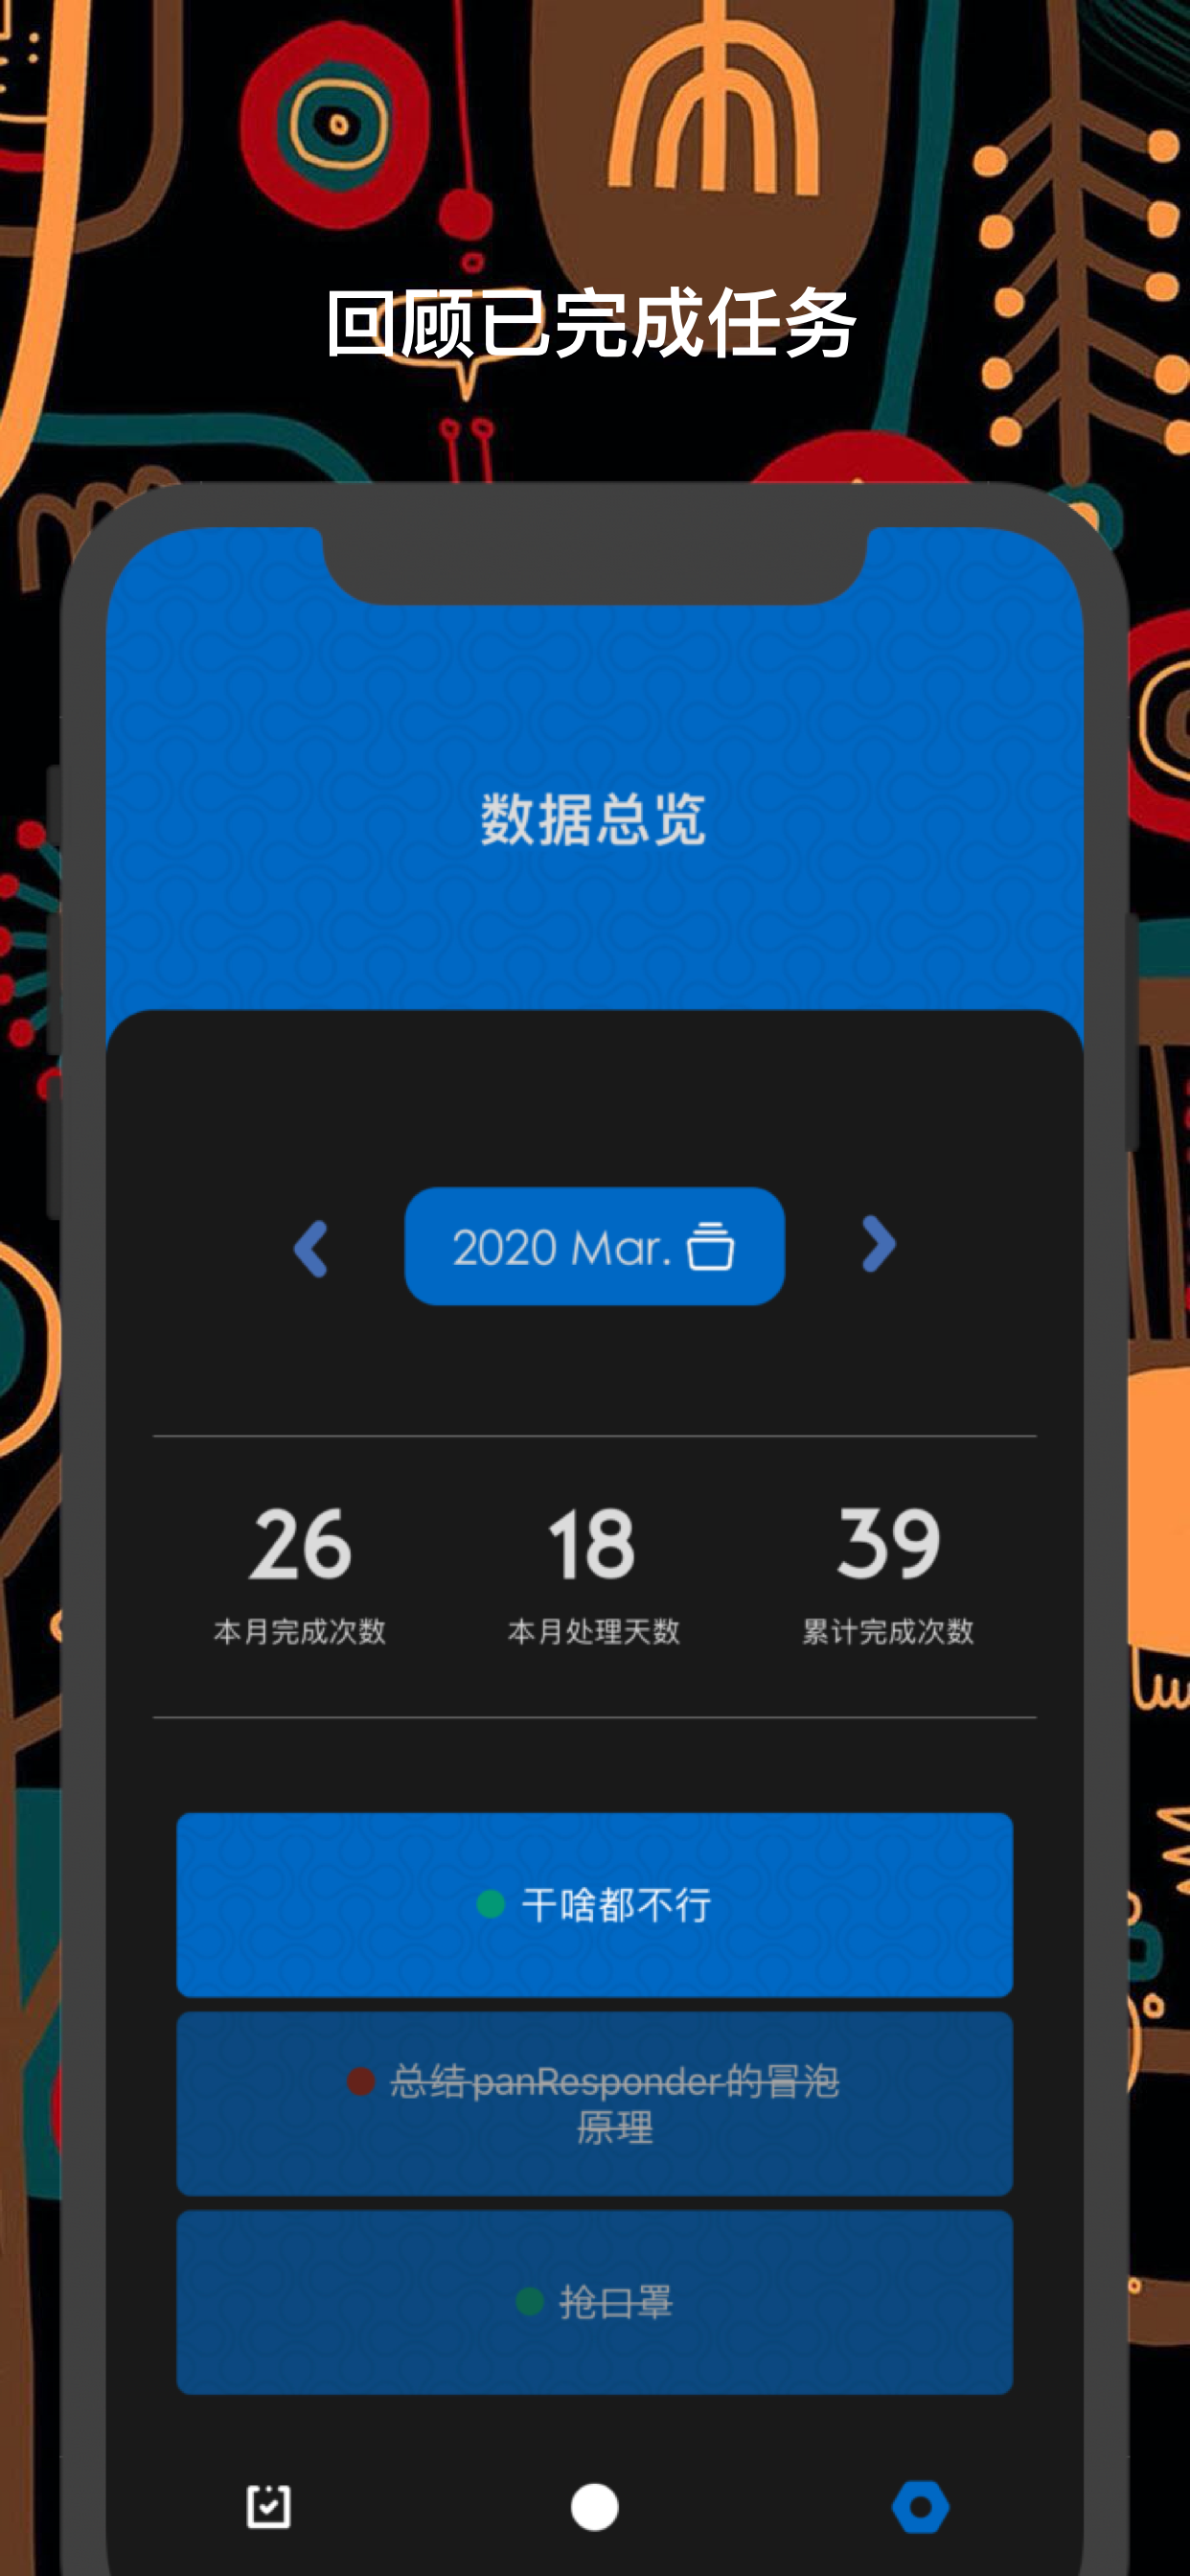 回顾已完成任务
数据总览
2020 Mar.
26
18
39
本月完成次数
本月处理天数
累计完成次数
干啥都不行
总结panResponder的冒泡
原理
抢口罩